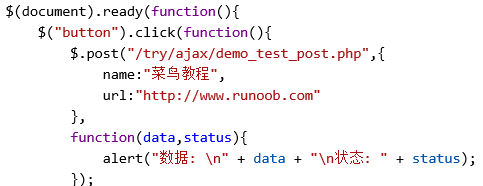 $(document).ready(function(){
    $("button").click(function(){
        $.post("/try/ajax/demo_test_post.php",{
            name:"菜鸟教程",
            url:"http://www.runoob.com"
        },
        function(data,status){
            alert("数据: \n" + data + "\n状态: " + status);
        });